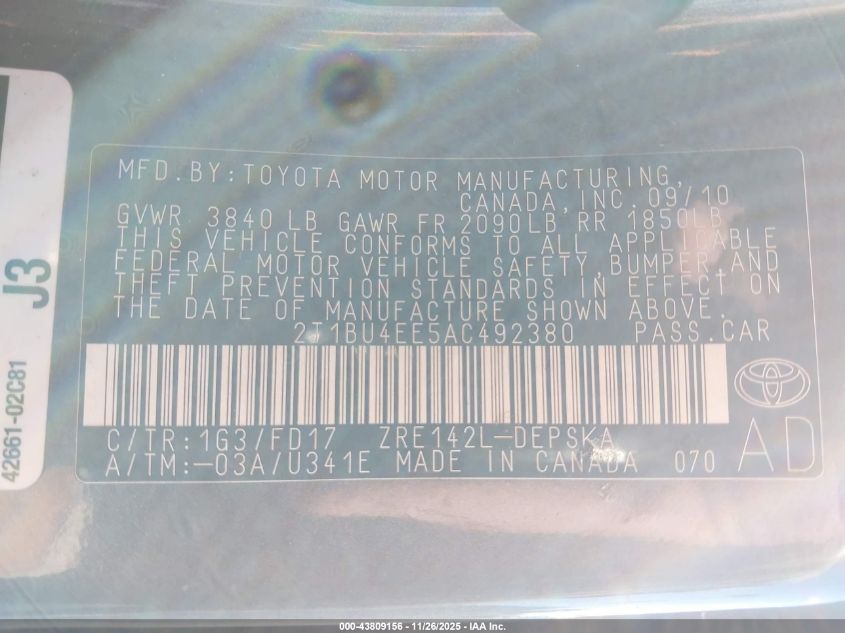 MFD.BY:TOYOTA MOTOR MANUFACTURING,
CANADA,INC.09/10
GVWR 3840 LB GAWR FR 2090LB RR 1850LB
THIS VEHICLE CONFORMS TO ALL APPLICABLE
FEDERAL MOTOR VEHICLE SAFETY,BUMPER,AND
THEFT PREVENTION STANDARDS IN EFFECT ON
THE DATE OF MANUFACTURE SHOWN ABOVE.
2T1BU4EE5AC492380 PASS.CAR
C/TR:1G3/FD17 ZRE142L-DEPSKA
A/TM:-03A/U341E MADE IN CANADA 070
AD
J3
42661-02C81
000-43809156 - 11/26/2025 - IAA Inc.